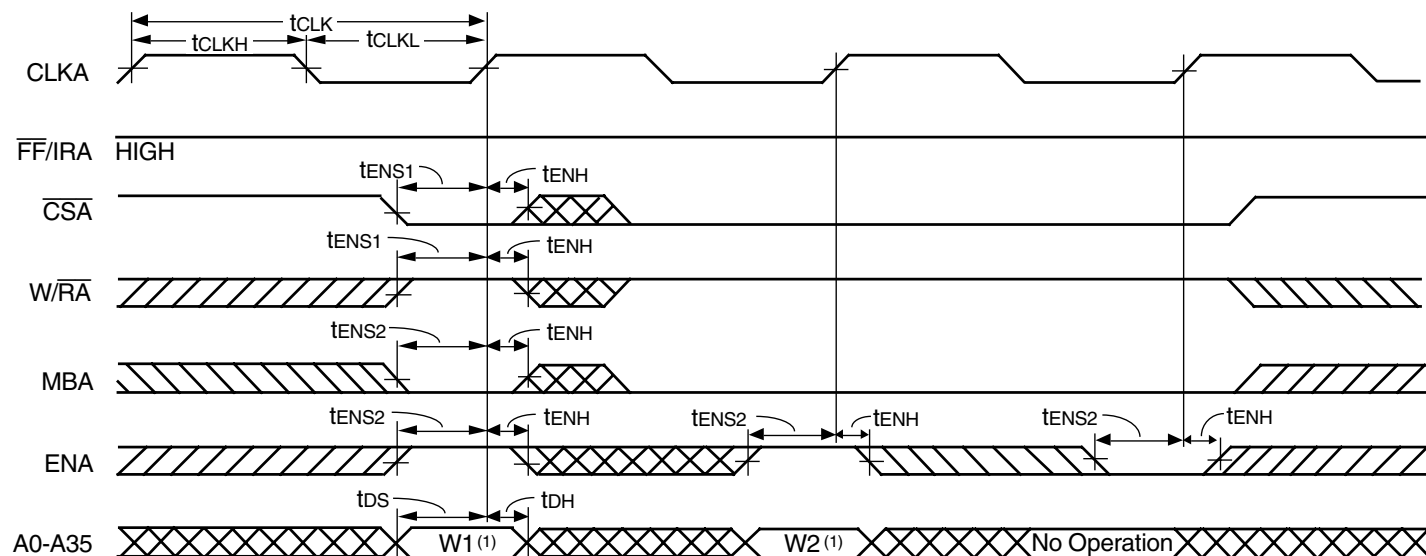 tCLK
tCLKH tCLKL
CLKA
FF/IRA HIGH
tENS1 tENH
CSA
tENS1 tENH
W/RA
tENS2 tENH
MBA
tENS2 tENH tENS2 tENH tENS2 tENH
ENA
tDS tDH
A0-A35 W1(1) W2(1) No Operation